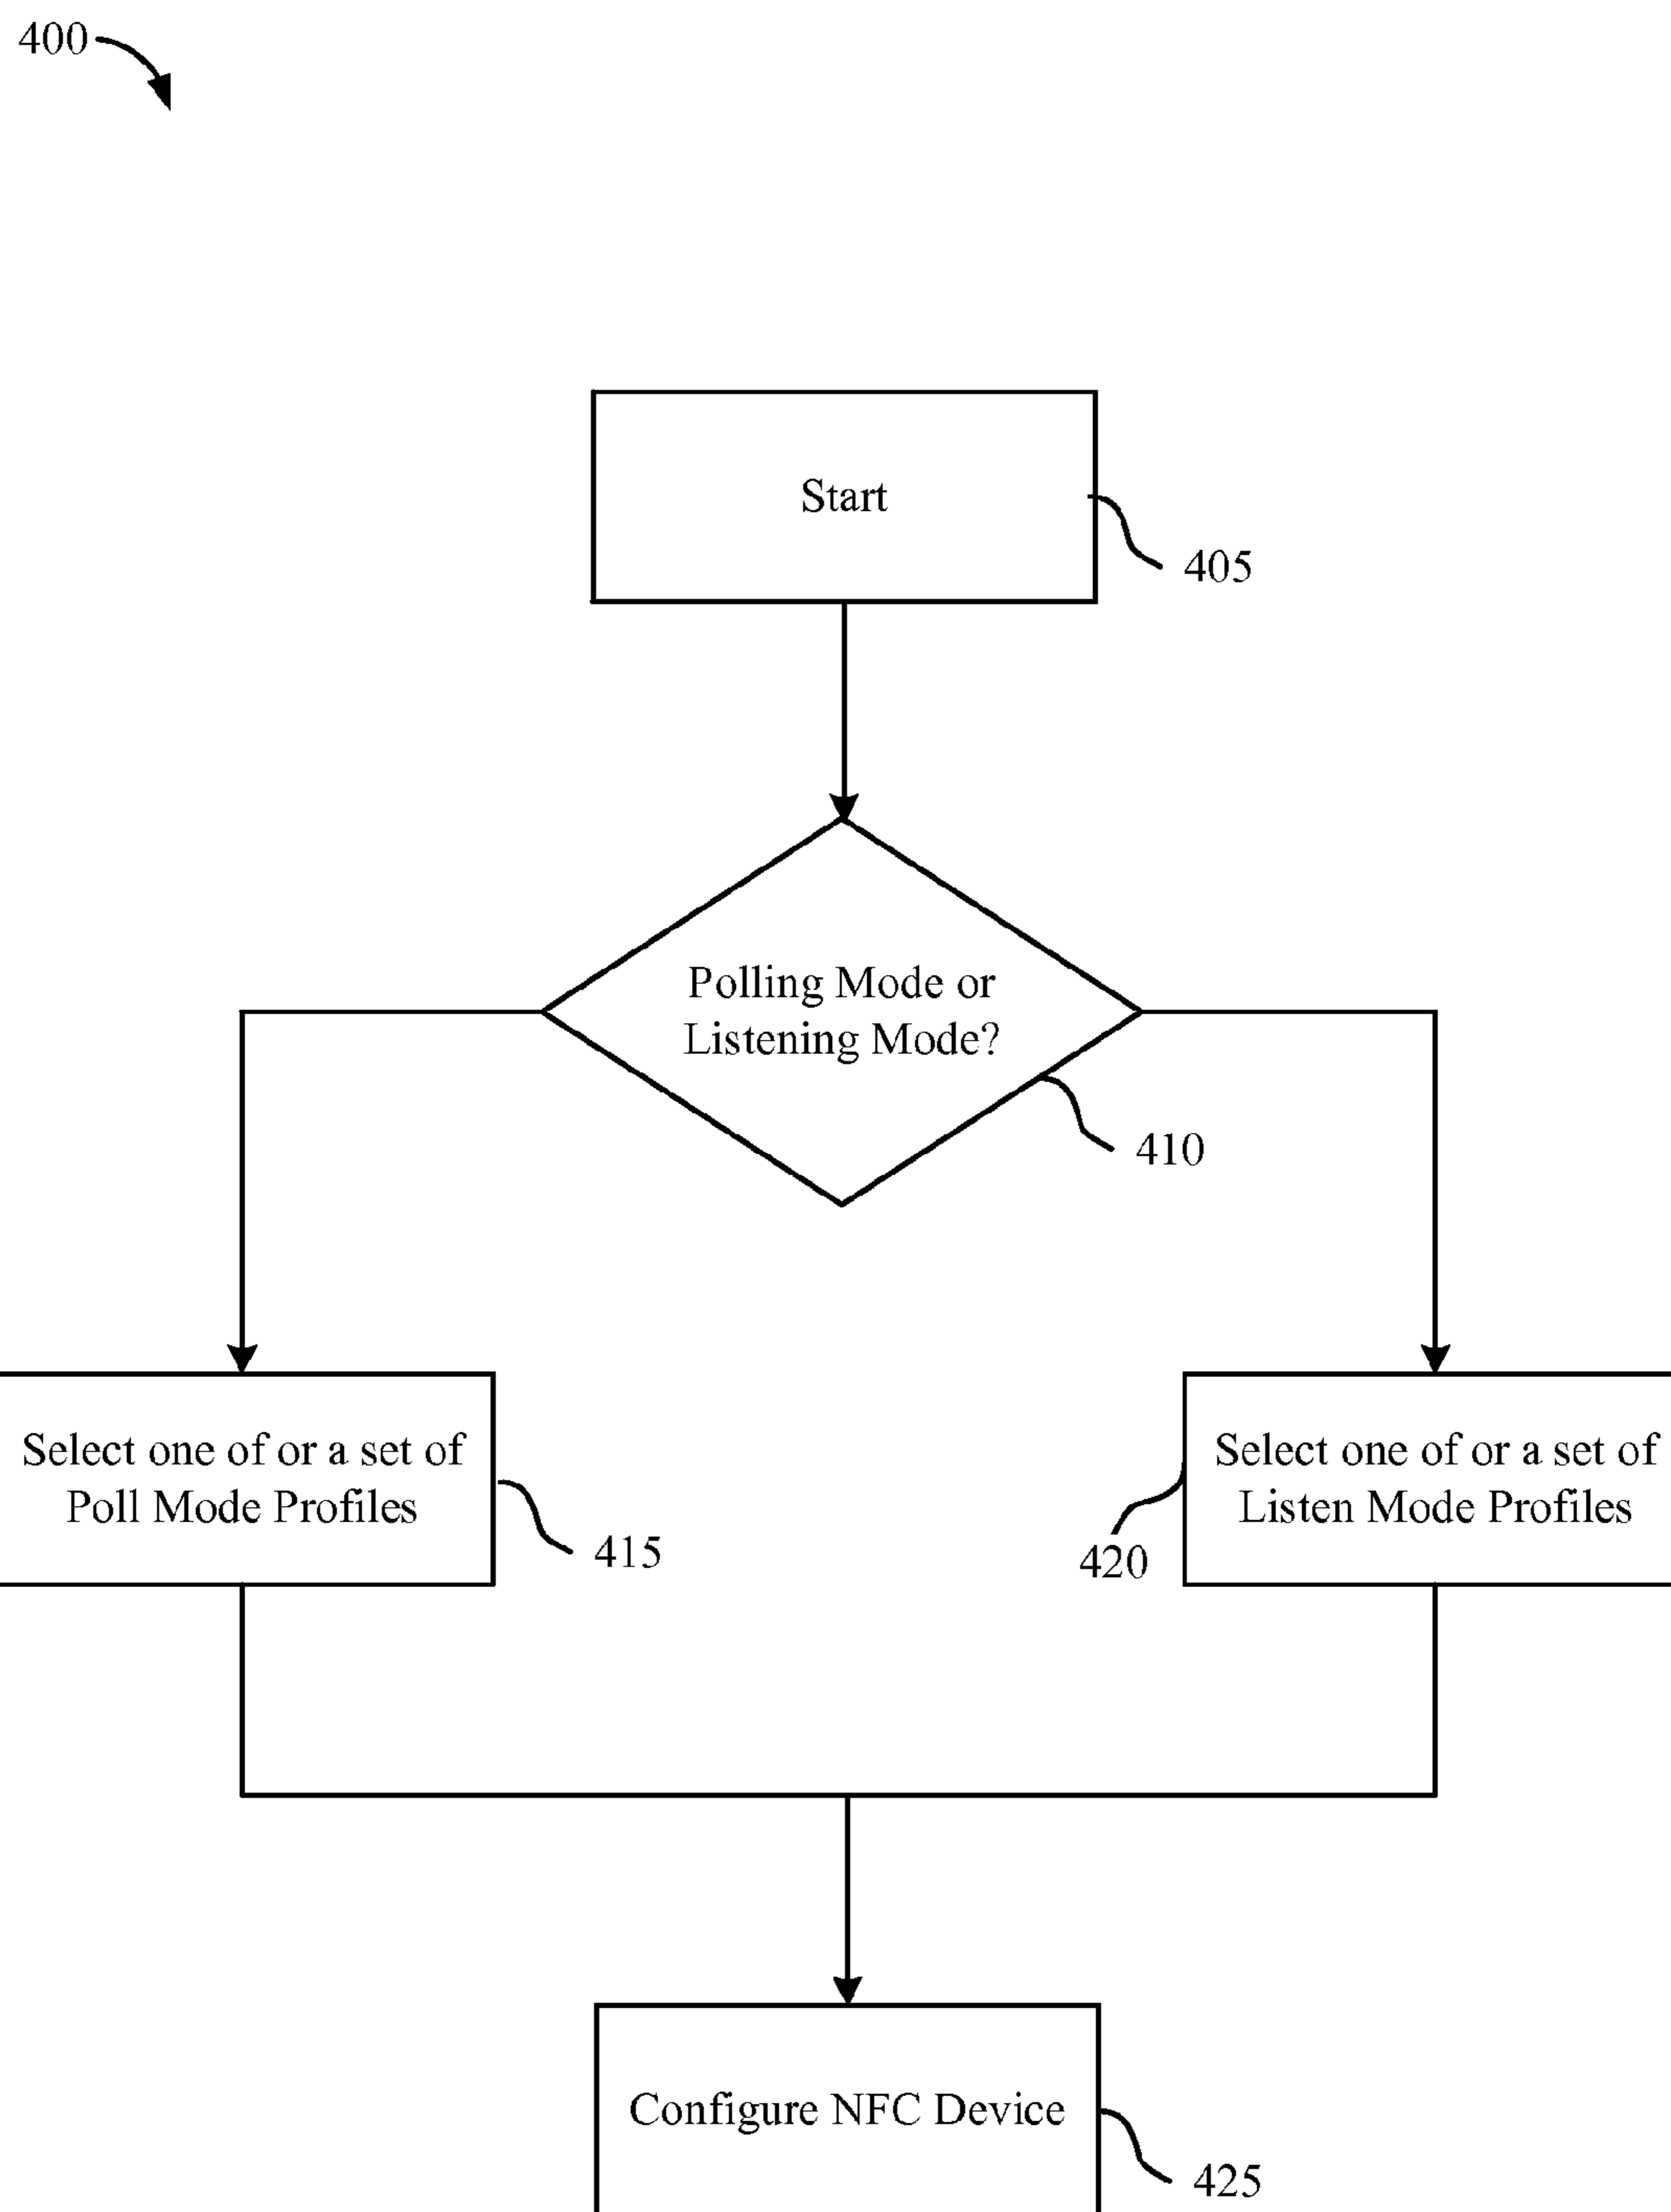 400
Start
405
Polling Mode or
Listening Mode?
410
Select one of or a set of
Poll Mode Profiles
415
Select one of or a set of
Listen Mode Profiles
420
Configure NFC Device
425